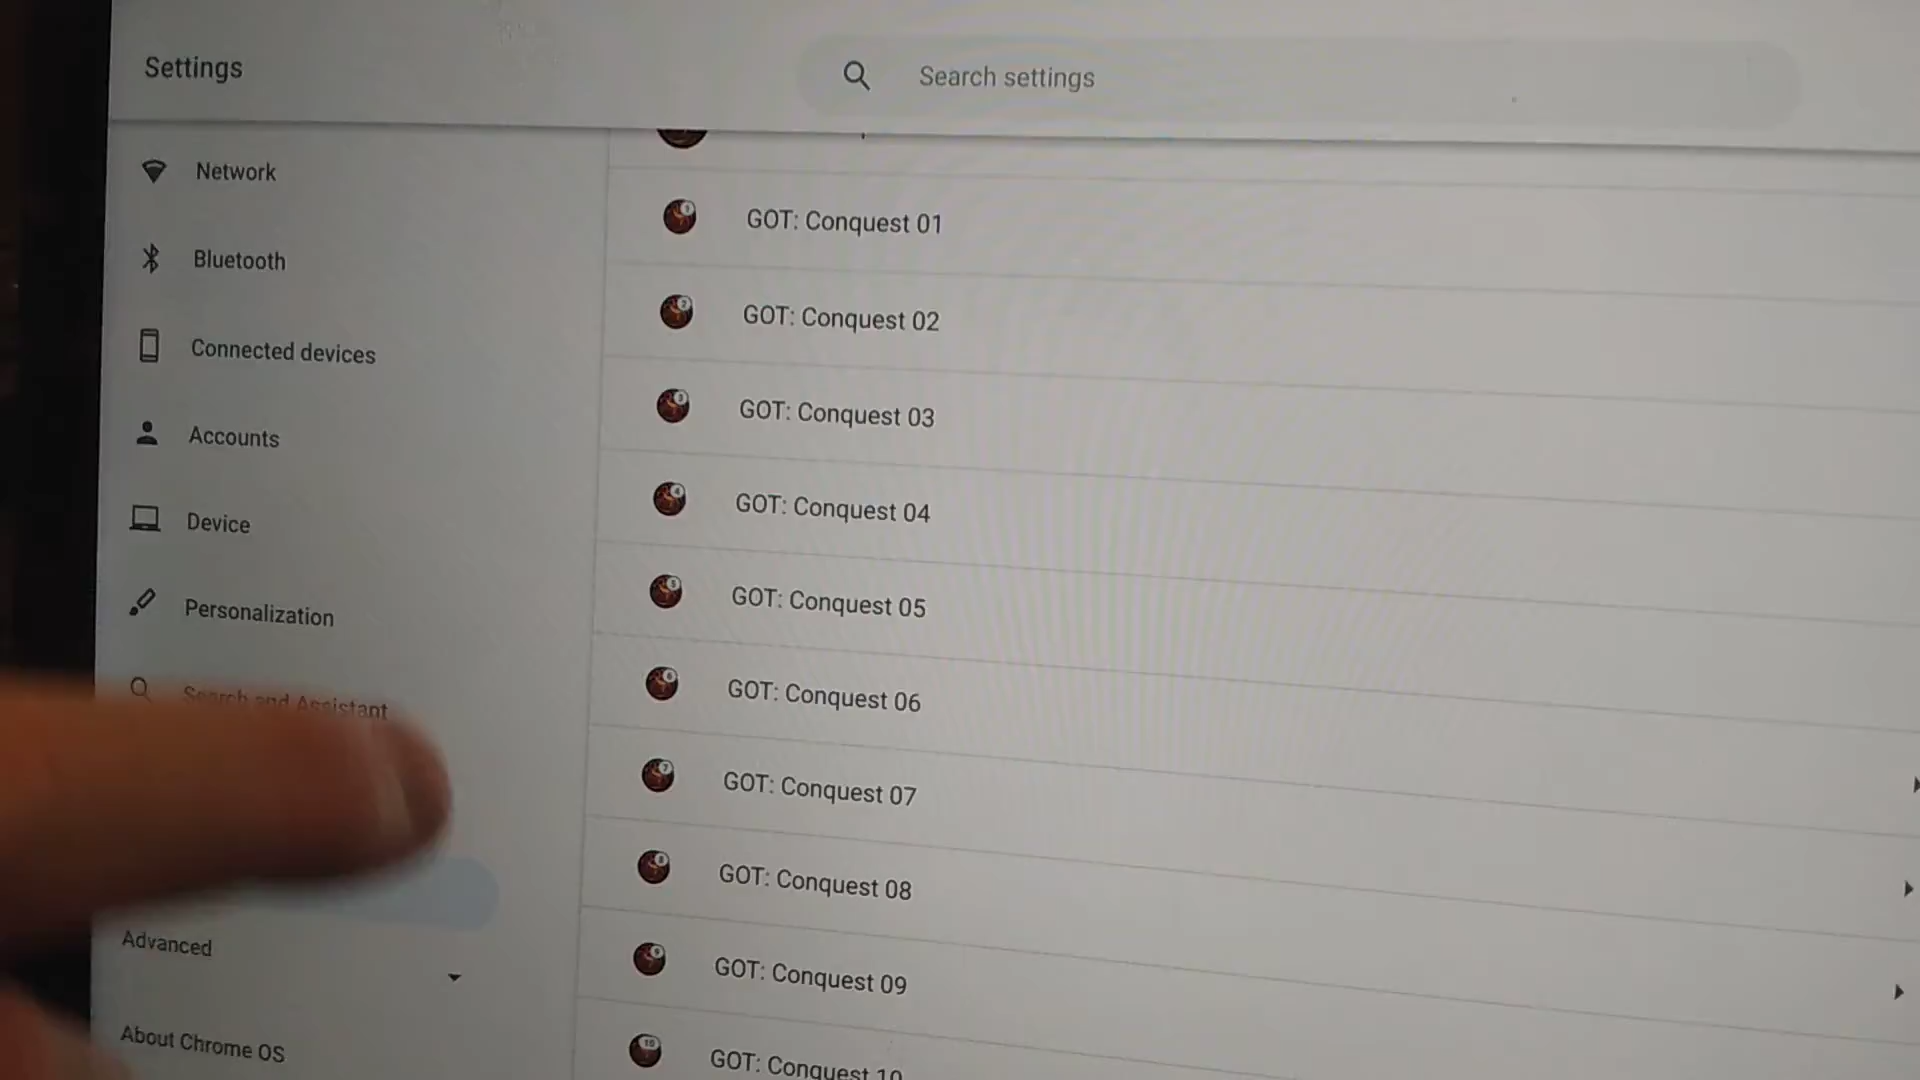 Settings
Search settings
Network
Bluetooth
Connected devices
Accounts
Device
Personalization
Search and Assistant
Advanced
About Chrome OS
GOT: Conquest 01
GOT: Conquest 02
GOT: Conquest 03
GOT: Conquest 04
GOT: Conquest 05
GOT: Conquest 06
GOT: Conquest 07
GOT: Conquest 08
GOT: Conquest 09
GOT: Conquest 10